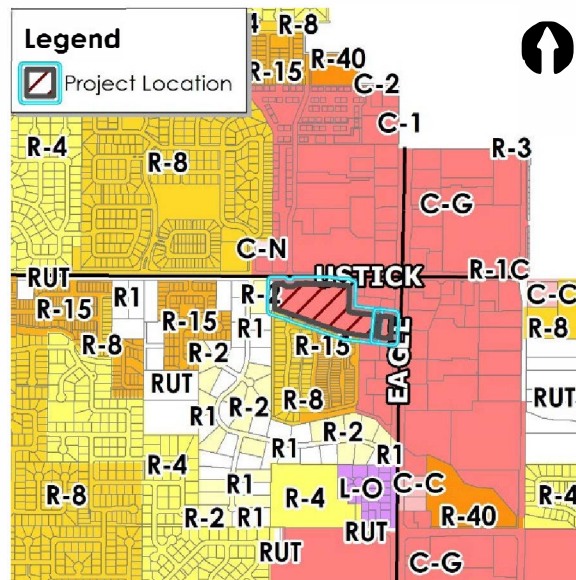 Legend
Project Location
4
R-8
R-40
R-15
C-2
C-1
R-4
R-8
R-3
C-G
C-N
RUT
USTICK
R-1C
R1
R-15
R-15
R-2
R1
C-C
R-8
R-8
R-2
RUT
R-15
EAGLE
RUT
R1
R-2
R-8
R-2
R1
R1
R-4
R-8
R1
R-4
L-O
C-C
R-4
R-2
R1
RUT
R-40
RUT
C-G